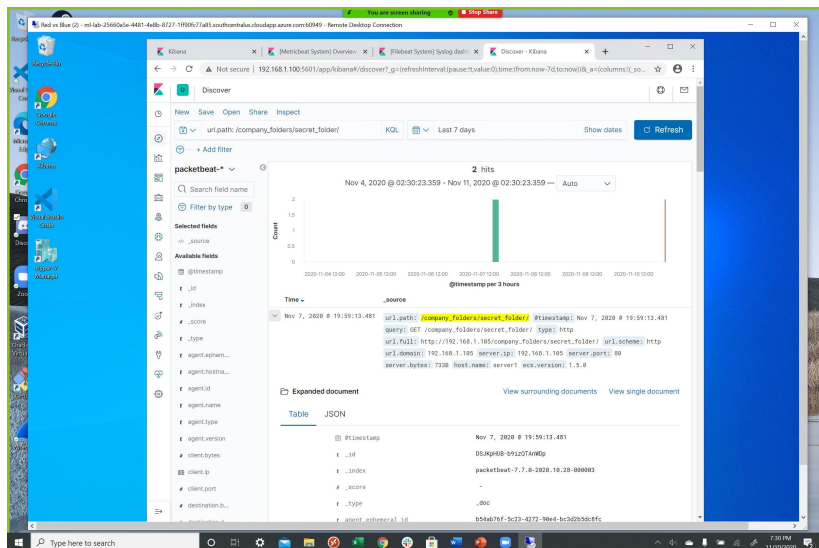 You are screen sharing
Stop Share
Red vs Blue (2) - ml-lab-25660a5e-4481-4e8b-8727-1ff90fc77a85.southcentralus.cloudapp.azure.com:60949 - Remote Desktop Connection
Kibana
[Metricbeat System] Overview
[Filebeat System] Syslog dashb
Discover - Kibana
Not secure | 192.168.1.100:5601/app/kibana#/discover?_g=(refreshInterval:(pause:!t,value:0),time:(from:now-7d,to:now))&_a=(columns:!(_so...
Recycle Bin
D Discover
New Save Open Share Inspect
url.path: /company_folders/secret_folder/ KQL Last 7 days Show dates Refresh
+ Add filter
Google
Chrome
Kibana
Visual Studio
Code
Hyper-V
Manager
packetbeat-*
Search field name
Filter by type 0
Selected fields
_source
Available fields
@timestamp
t _id
t _index
# _score
t _type
t agent.ephem...
t agent.hostna...
t agent.id
t agent.name
t agent.type
t agent.version
# client.bytes
client.ip
# client.port
# destination.b...
2 hits
Nov 4, 2020 @ 02:30:23.359 - Nov 11, 2020 @ 02:30:23.359 — Auto
Count
2
1.5
1
0.5
0
2020-11-04 12:00 2020-11-05 12:00 2020-11-06 12:00 2020-11-07 12:00 2020-11-08 12:00 2020-11-09 12:00 2020-11-10 12:00
@timestamp per 3 hours
Time _source
Nov 7, 2020 @ 19:59:13.481
url.path: /company_folders/secret_folder/ @timestamp: Nov 7, 2020 @ 19:59:13.481
query: GET /company_folders/secret_folder/ type: http
url.full: http://192.168.1.105/company_folders/secret_folder/ url.scheme: http
url.domain: 192.168.1.105 server.ip: 192.168.1.105 server.port: 80
server.bytes: 733B host.name: server1 ecs.version: 1.5.0
Expanded document View surrounding documents View single document
Table JSON
@timestamp Nov 7, 2020 @ 19:59:13.481
t _id DSJKpHUB-b9izQTAnWDp
t _index packetbeat-7.7.0-2020.10.28-000003
# _score -
t _type _doc
t agent.ephemeral_id b54ab76f-5c23-4272-90e4-bc3d2b5dc8fc
Type here to search
7:30 PM
11/10/2020